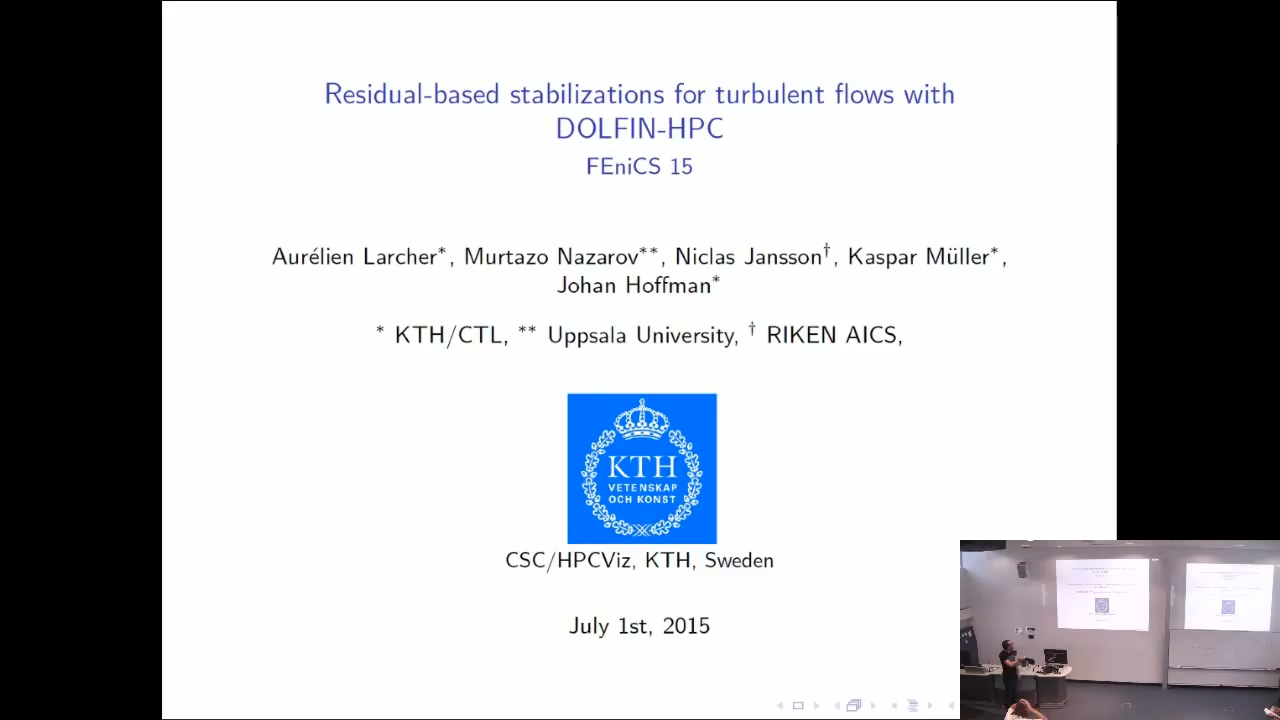 Residual-based stabilizations for turbulent flows with
DOLFIN-HPC
FEniCS 15
Aurélien Larcher*, Murtazo Nazarov**, Niclas Jansson†, Kaspar Müller*,
Johan Hoffman*
* KTH/CTL, ** Uppsala University, † RIKEN AICS,
KTH
VETENSKAP
OCH KONST
CSC/HPCViz, KTH, Sweden
July 1st, 2015